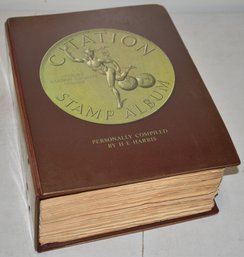 CITATION
STAMP ALBUM
PERSONALLY COMPILED
BY H. E. HARRIS